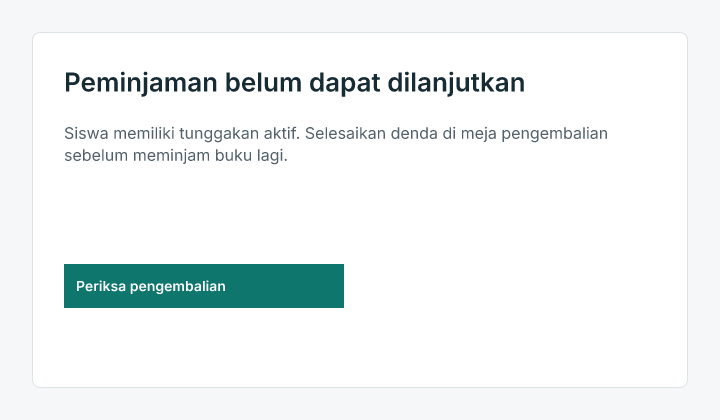 Peminjaman belum dapat dilanjutkan
Siswa memiliki tunggakan aktif. Selesaikan denda di meja pengembalian
sebelum meminjam buku lagi.
Periksa pengembalian